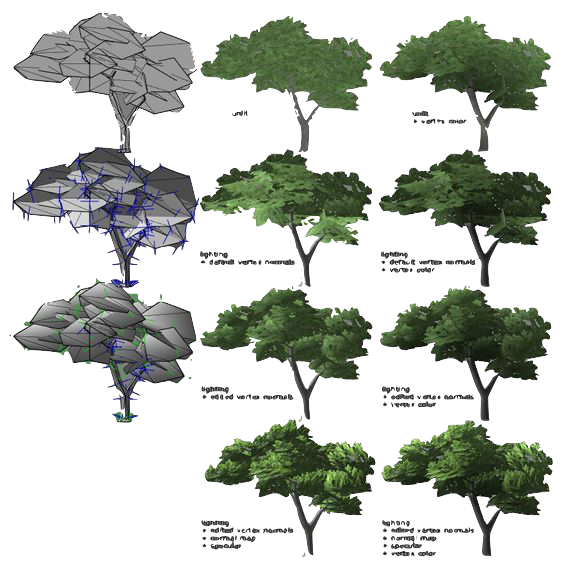 unlit
unlit
+ vertex color
lighting
+ default vertex normals
lighting
+ default vertex normals
+ vertex color
lighting
+ edited vertex normals
lighting
+ edited vertex normals
+ vertex color
lighting
+ edited vertex normals
+ normal map
+ specular
lighting
+ edited vertex normals
+ normal map
+ specular
+ vertex color